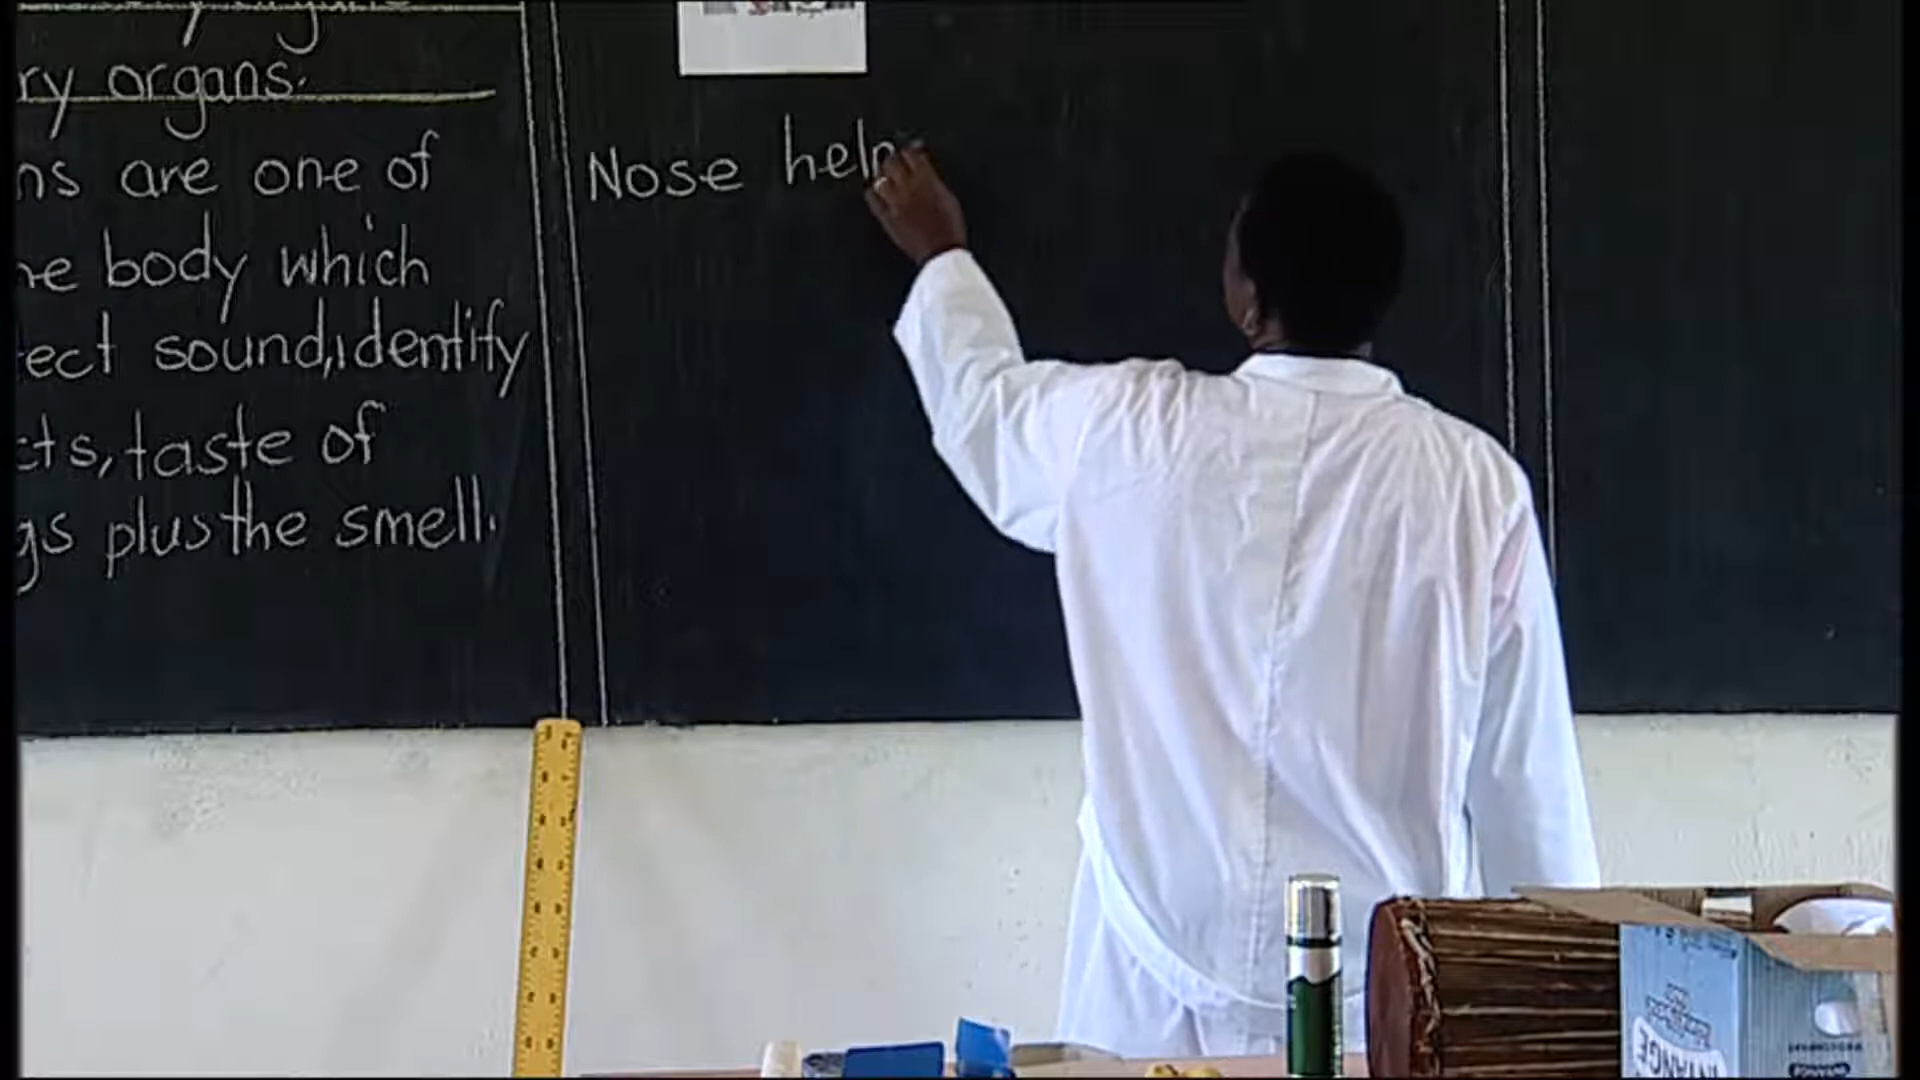 ry organs.
ns are one of
he body which
tect sound, identify
cts, taste of
gs plus the smell.
Nose help